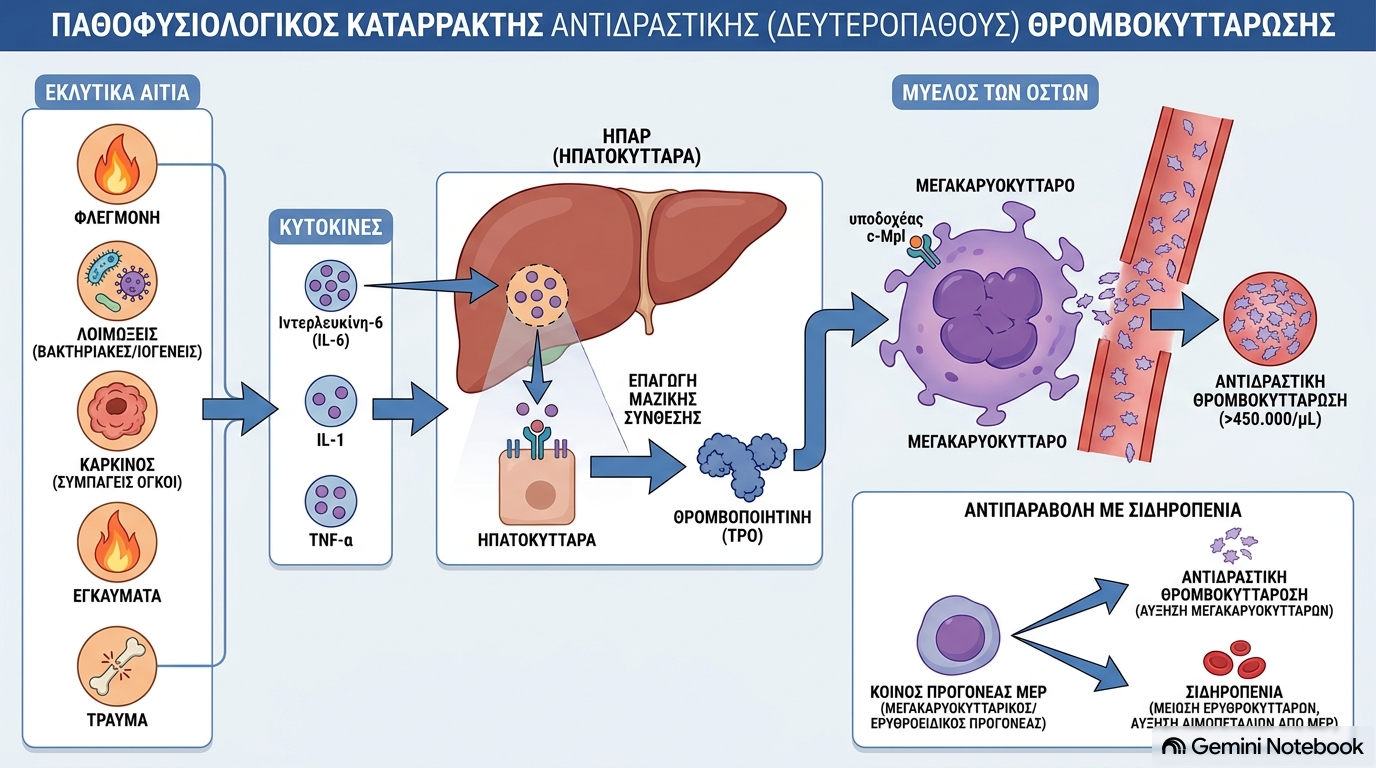 ΠΑΘΟΦΥΣΙΟΛΟΓΙΚΟΣ ΚΑΤΑΡΡΑΚΤΗΣ ΑΝΤΙΔΡΑΣΤΙΚΗΣ (ΔΕΥΤΕΡΟΠΑΘΟΥΣ) ΘΡΟΜΒΟΚΥΤΤΑΡΩΣΗΣ
ΕΚΛΥΤΙΚΑ ΑΙΤΙΑ
ΦΛΕΓΜΟΝΗ
ΛΟΙΜΩΞΕΙΣ
(ΒΑΚΤΗΡΙΑΚΕΣ/ΙΟΓΕΝΕΙΣ)
ΚΑΡΚΙΝΟΣ
(ΣΥΜΠΑΓΕΙΣ ΟΓΚΟΙ)
ΕΓΚΑΥΜΑΤΑ
ΤΡΑΥΜΑ
ΚΥΤΟΚΙΝΕΣ
Ιντερλευκίνη-6
(IL-6)
IL-1
TNF-α
ΗΠΑΡ
(ΗΠΑΤΟΚΥΤΤΑΡΑ)
ΕΠΑΓΩΓΗ
ΜΑΖΙΚΗΣ
ΣΥΝΘΕΣΗΣ
ΗΠΑΤΟΚΥΤΤΑΡΑ
ΘΡΟΜΒΟΠΟΙΗΤΙΝΗ
(TPO)
ΜΥΕΛΟΣ ΤΩΝ ΟΣΤΩΝ
ΜΕΓΑΚΑΡΥΟΚΥΤΤΑΡΟ
υποδοχέας
c-Mpl
ΜΕΓΑΚΑΡΥΟΚΥΤΤΑΡΟ
ΑΝΤΙΔΡΑΣΤΙΚΗ
ΘΡΟΜΒΟΚΥΤΤΑΡΩΣΗ
(>450.000/μL)
ΑΝΤΙΠΑΡΑΒΟΛΗ ΜΕ ΣΙΔΗΡΟΠΕΝΙΑ
ΚΟΙΝΟΣ ΠΡΟΓΟΝΕΑΣ ΜΕΡ
(ΜΕΓΑΚΑΡΥΟΚΥΤΤΑΡΙΚΟΣ/
ΕΡΥΘΡΟΕΙΔΙΚΟΣ ΠΡΟΓΟΝΕΑΣ)
ΑΝΤΙΔΡΑΣΤΙΚΗ
ΘΡΟΜΒΟΚΥΤΤΑΡΟΣΗ
(ΑΥΞΗΣΗ ΜΕΓΑΚΑΡΥΟΚΥΤΤΑΡΩΝ)
ΣΙΔΗΡΟΠΕΝΙΑ
(ΜΕΙΩΣΗ ΕΡΥΘΡΟΚΥΤΤΑΡΩΝ,
ΑΥΞΗΣΗ ΑΙΜΟΠΕΤΑΛΙΩΝ ΑΠΟ ΜΕΡ)
Gemini Notebook